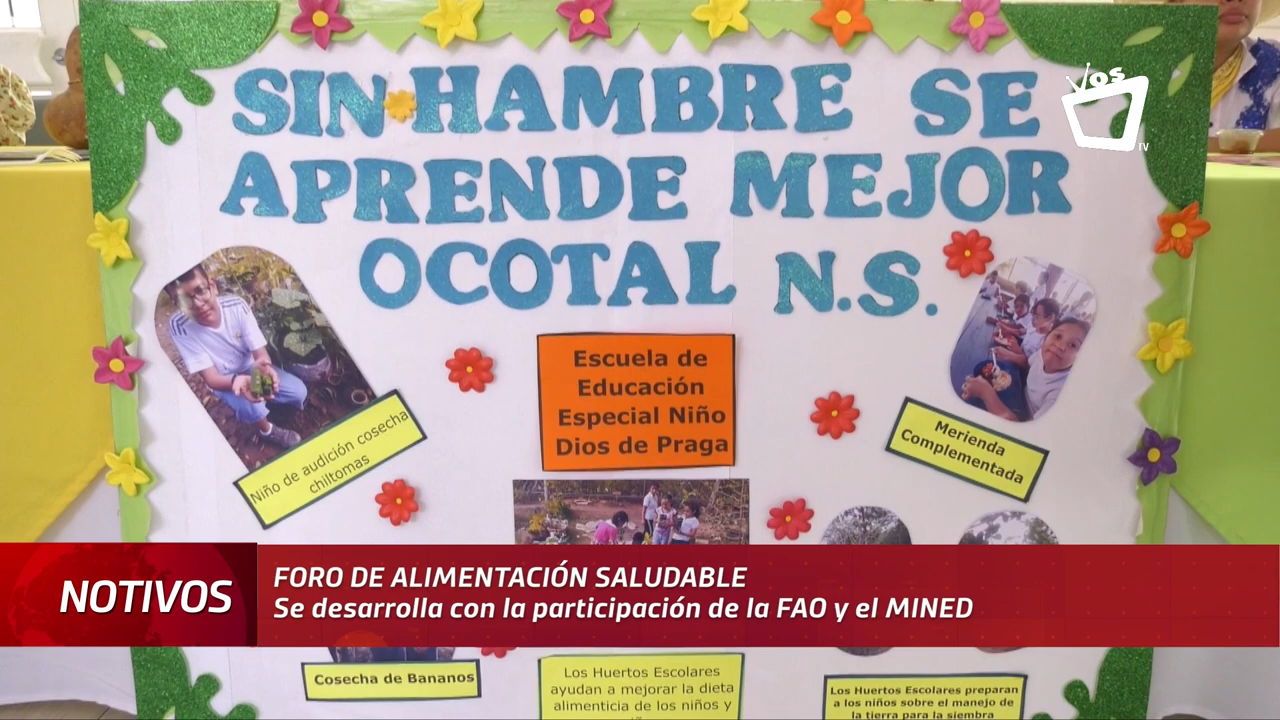 SIN HAMBRE SE
APRENDE MEJOR
OCOTAL N.S.
VOS
TV
Escuela de
Educación
Especial Niño
Dios de Praga
Niño de audición cosecha
chiltomas
Merienda
Complementada
NOTIVOS
FORO DE ALIMENTACIÓN SALUDABLE
Se desarrolla con la participación de la FAO y el MINED
Cosecha de Bananos
Los Huertos Escolares
ayudan a mejorar la dieta
alimenticia de los niños y
Los Huertos Escolares preparan
a los niños sobre el manejo de
la tierra para la siembra